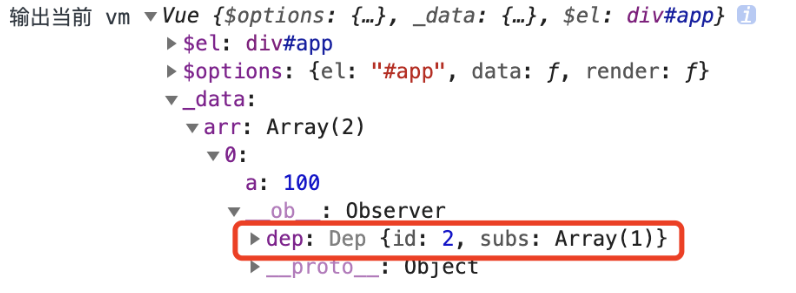 输出当前 vm ▼Vue {$options: {…}, _data: {…}, $el: div#app} i
▶$el: div#app
▶$options: {el: "#app", data: ƒ, render: ƒ}
▼_data:
▼arr: Array(2)
▼0:
a: 100
▼__ob__: Observer
▶dep: Dep {id: 2, subs: Array(1)}
▶__proto__: Object